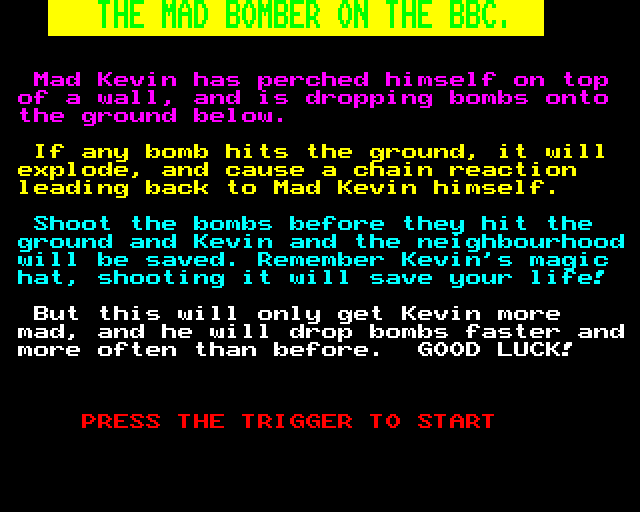 THE MAD BOMBER ON THE BBC.
Mad Kevin has perched himself on top
of a wall, and is dropping bombs onto
the ground below.
If any bomb hits the ground, it will
explode, and cause a chain reaction
leading back to Mad Kevin himself.
Shoot the bombs before they hit the
ground and Kevin and the neighbourhood
will be saved. Remember Kevin's magic
hat, shooting it will save your life!
But this will only get Kevin more
mad, and he will drop bombs faster and
more often than before.  GOOD LUCK!
PRESS THE TRIGGER TO START